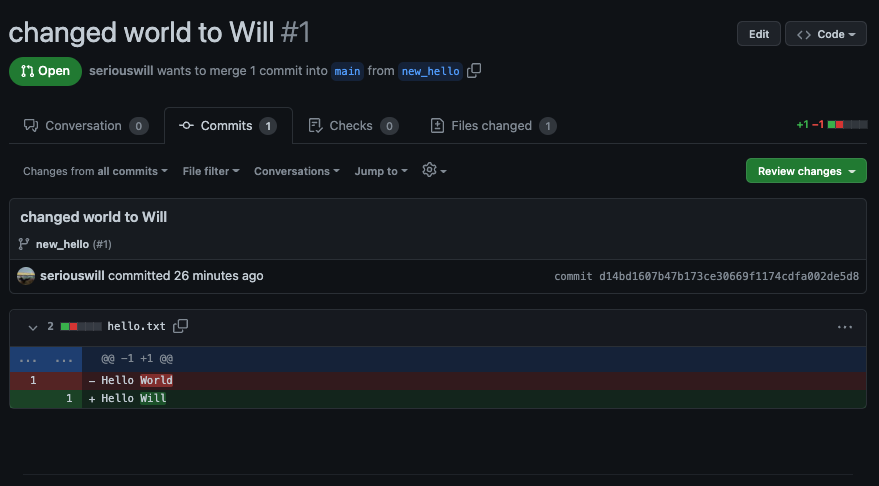 changed world to Will #1
Edit
<> Code
Open
seriouswill wants to merge 1 commit into main from new_hello
Conversation 0
Commits 1
Checks 0
Files changed 1
+1 −1
Changes from all commits
File filter
Conversations
Jump to
Review changes
changed world to Will
new_hello (#1)
seriouswill committed 26 minutes ago
commit d14bd1607b47b173ce30669f1174cdfa002de5d8
2 hello.txt
...
... ... @@ -1 +1 @@
1 - Hello World
1 + Hello Will